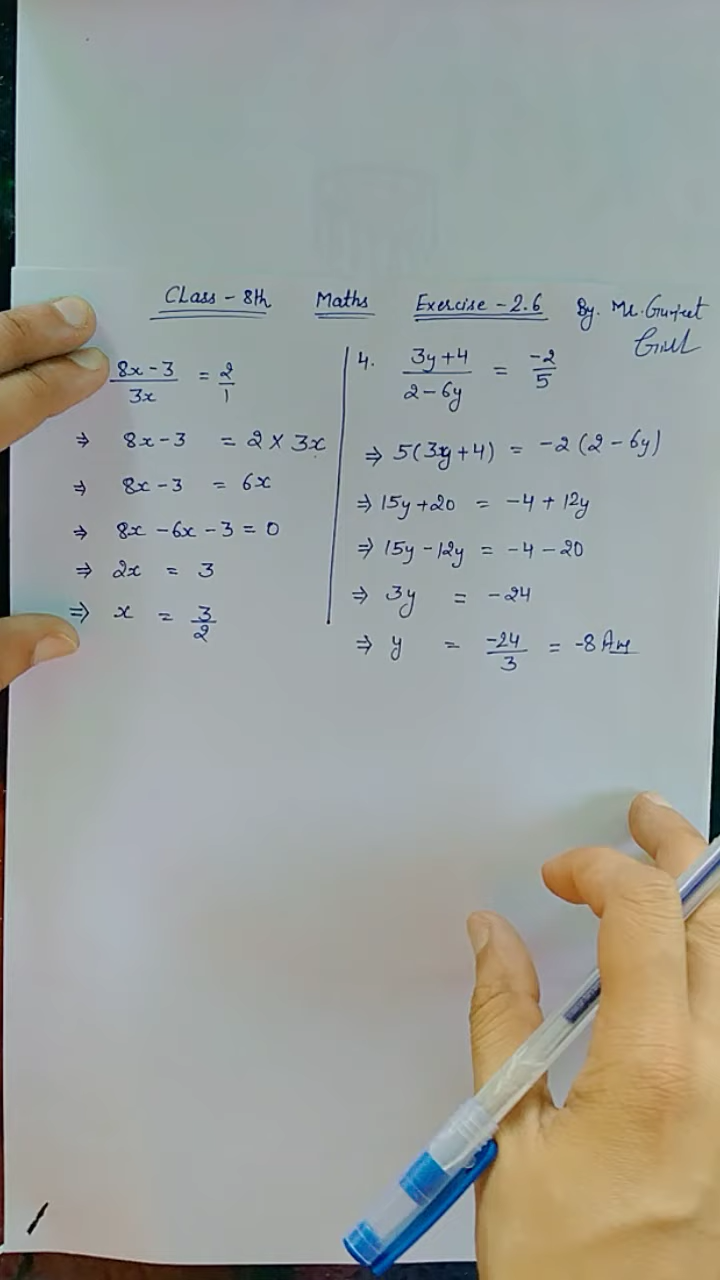 Class - 8th Maths Exercise - 2.6 By. Mr. Gurjeet
Gill
8x - 3 / 3x = 2 / 1
⇒ 8x - 3 = 2 × 3x
⇒ 8x - 3 = 6x
⇒ 8x - 6x - 3 = 0
⇒ 2x = 3
⇒ x = 3 / 2
4. 3y + 4 / 2 - 6y = -2 / 5
⇒ 5(3y + 4) = -2(2 - 6y)
⇒ 15y + 20 = -4 + 12y
⇒ 15y - 12y = -4 - 20
⇒ 3y = -24
⇒ y = -24 / 3 = -8 Ans